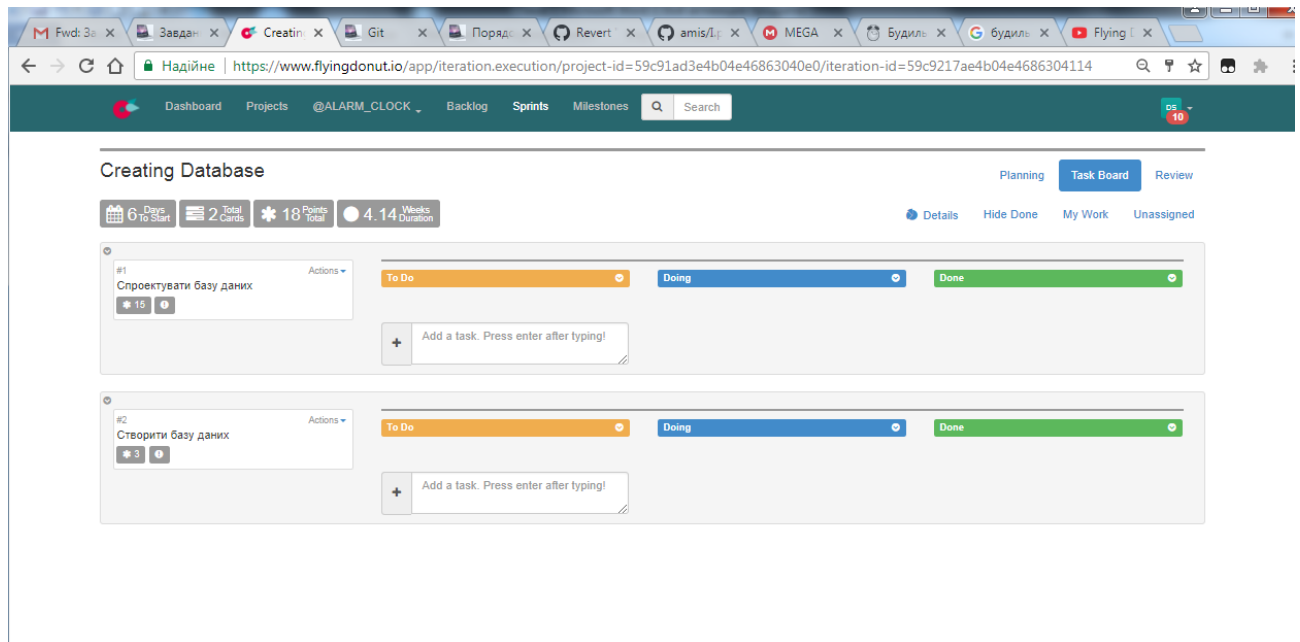 Fwd: За
Завдан
Creatin
Git
Порядо
Revert "
amis/Lp
MEGA
Будиль
будиль
Flying D
Надійне
https://www.flyingdonut.io/app/iteration.execution/project-id=59c91ad3e4b04e46863040e0/iteration-id=59c9217ae4b04e4686304114
Dashboard Projects @ALARM_CLOCK Backlog Sprints Milestones Search
DS
10
Creating Database
Planning Task Board Review
6 Days To Start 2 Total Cards 18 Points Total 4.14 Weeks Duration
Details Hide Done My Work Unassigned
#1 Actions
Спроектувати базу даних
15
To Do Doing Done
Add a task. Press enter after typing!
#2 Actions
Створити базу даних
3
To Do Doing Done
Add a task. Press enter after typing!